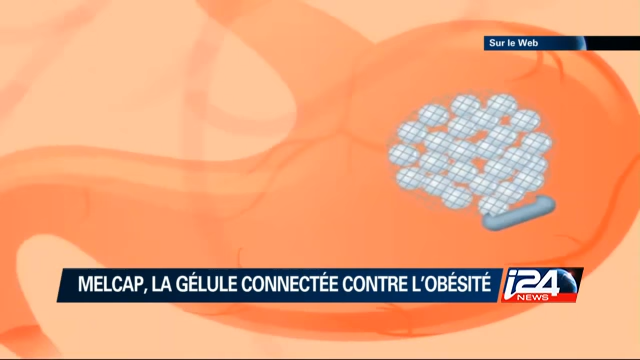 Sur le Web
MELCAP, LA GÉLULE CONNECTÉE CONTRE L'OBÉSITÉ
i24
NEWS